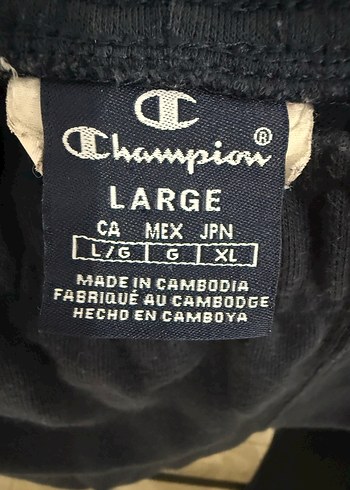 Champion®
LARGE
CA MEX JPN
L/G G XL
MADE IN CAMBODIA
FABRIQUÉ AU CAMBODGE
HECHO EN CAMBOYA